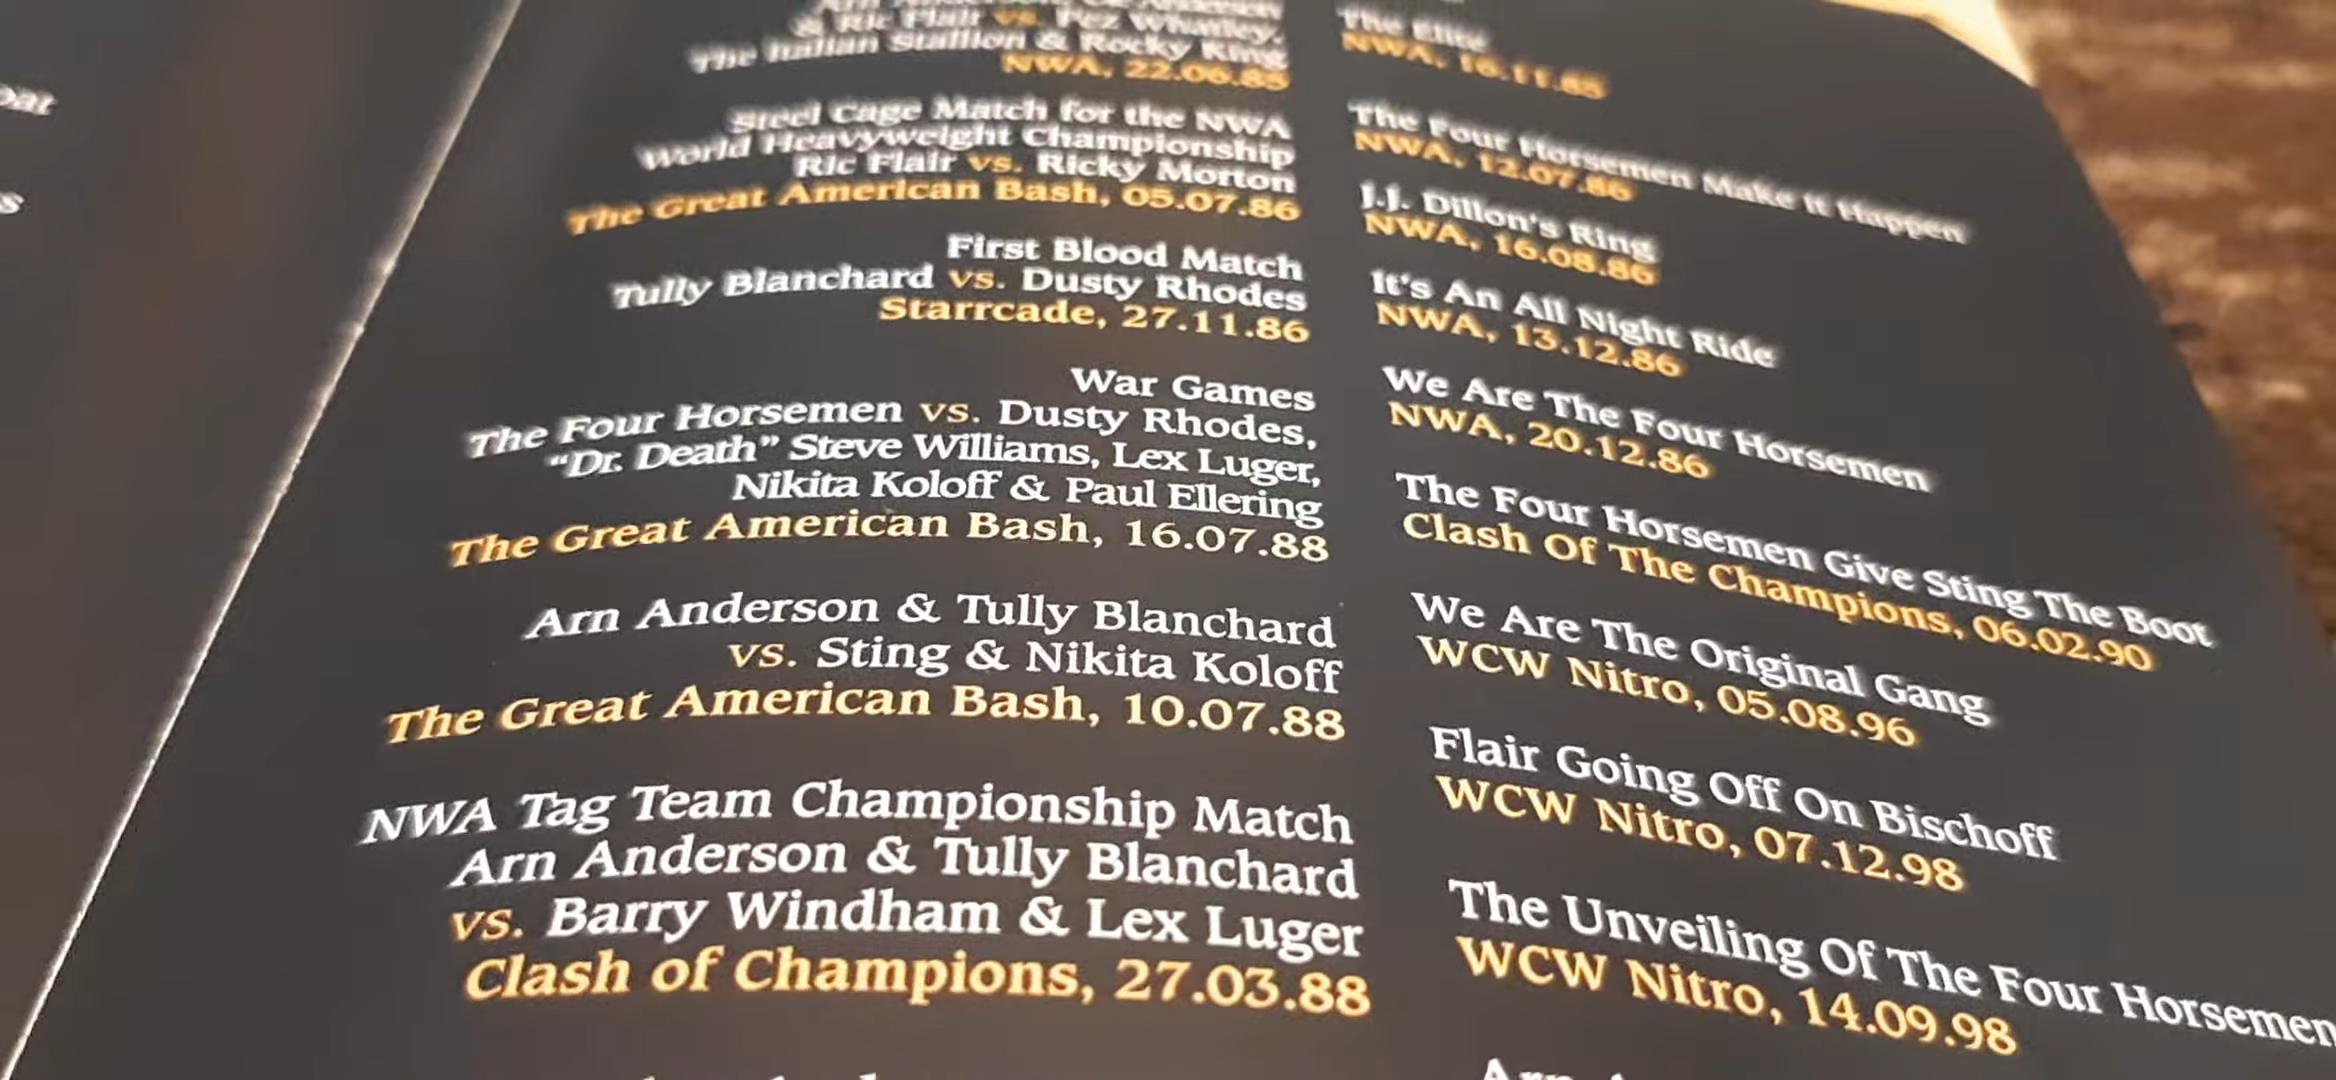 oat
s
& Ric Flair vs. Pez Whatley,
The Italian Stallion & Rocky King
NWA, 22.06.85
Steel Cage Match for the NWA
World Heavyweight Championship
Ric Flair vs. Ricky Morton
The Great American Bash, 05.07.86
First Blood Match
Tully Blanchard vs. Dusty Rhodes
Starrcade, 27.11.86
War Games
The Four Horsemen vs. Dusty Rhodes,
“Dr. Death” Steve Williams, Lex Luger,
Nikita Koloff & Paul Ellering
The Great American Bash, 16.07.88
Arn Anderson & Tully Blanchard
vs. Sting & Nikita Koloff
The Great American Bash, 10.07.88
NWA Tag Team Championship Match
Arn Anderson & Tully Blanchard
vs. Barry Windham & Lex Luger
Clash of Champions, 27.03.88
The Elite
NWA, 16.11.85
The Four Horsemen Make It Happen
NWA, 12.07.86
J.J. Dillon's Ring
NWA, 16.08.86
It's An All Night Ride
NWA, 13.12.86
We Are The Four Horsemen
NWA, 20.12.86
The Four Horsemen Give Sting The Boot
Clash Of The Champions, 06.02.90
We Are The Original Gang
WCW Nitro, 05.08.96
Flair Going Off On Bischoff
WCW Nitro, 07.12.98
The Unveiling Of The Four Horsemen
WCW Nitro, 14.09.98